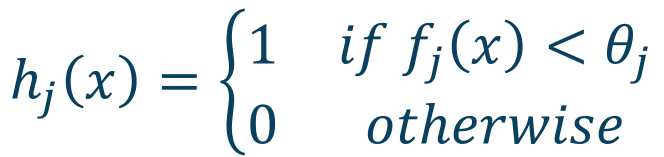 h_j(x) = { 1 if f_j(x) < θ_j
0 otherwise